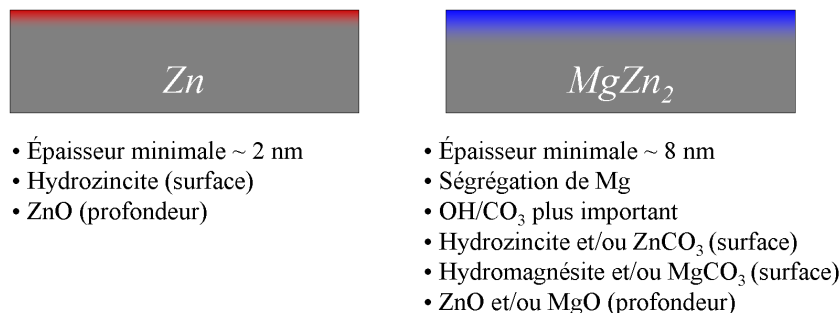 Zn
• Épaisseur minimale ~ 2 nm
• Hydrozincite (surface)
• ZnO (profondeur)
MgZn₂
• Épaisseur minimale ~ 8 nm
• Ségrégation de Mg
• OH/CO₃ plus important
• Hydrozincite et/ou ZnCO₃ (surface)
• Hydromagnésite et/ou MgCO₃ (surface)
• ZnO et/ou MgO (profondeur)